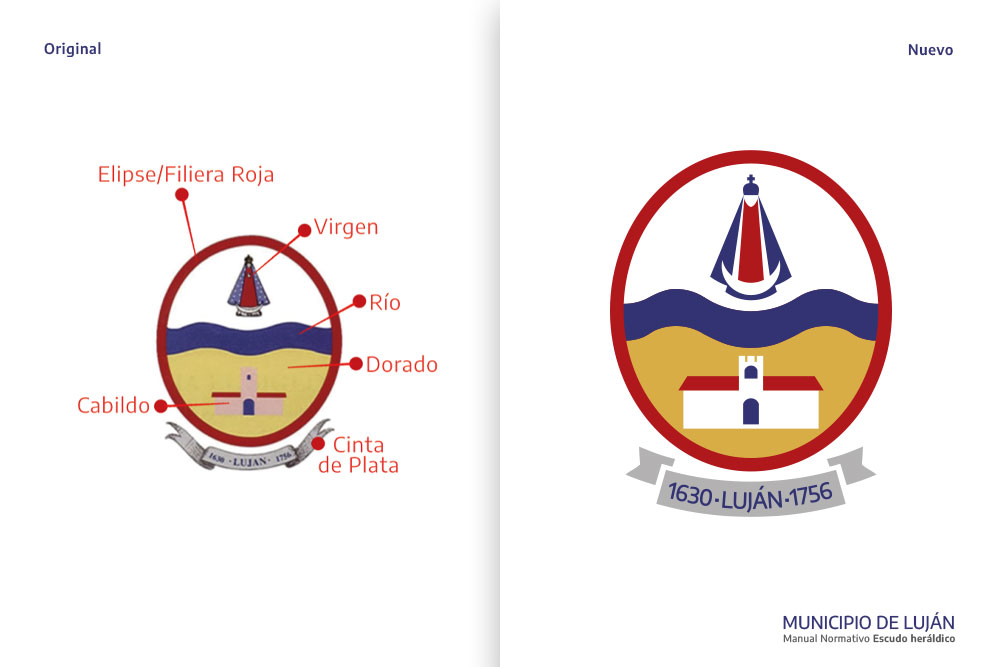 Original
Nuevo
Elipse/Filiera Roja
Virgen
Río
Dorado
Cabildo
Cinta
de Plata
1630 · LUJAN · 1756
1630·LUJÁN·1756
MUNICIPIO DE LUJÁN
Manual Normativo Escudo heráldico